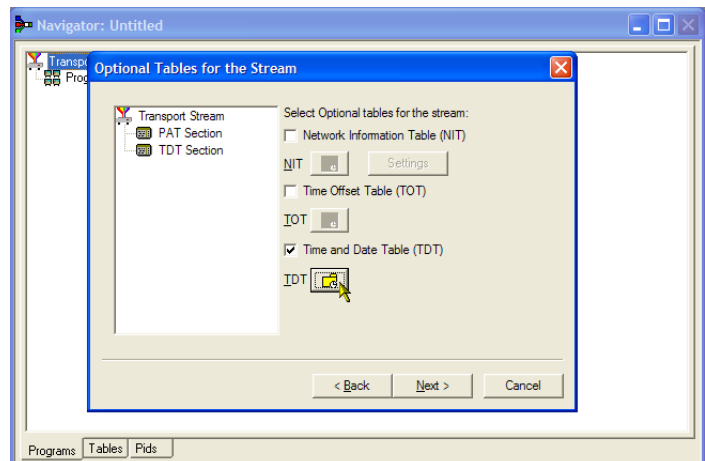 Navigator: Untitled
Transpo
Prog
Optional Tables for the Stream
Transport Stream
PAT Section
TDT Section
Select Optional tables for the stream:
Network Information Table (NIT)
NIT
Settings
Time Offset Table (TOT)
TOT
Time and Date Table (TDT)
TDT
< Back
Next >
Cancel
Programs
Tables
Pids